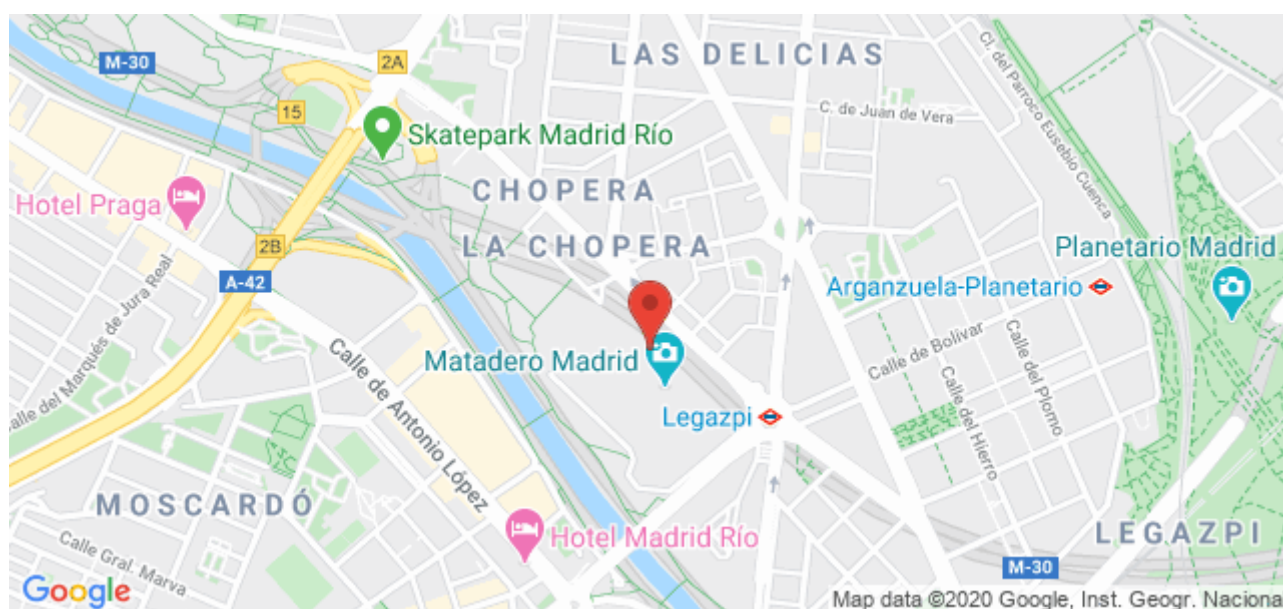 LAS DELICIAS
M-30
2A
15
C. de Juan de Vera
Cl. del Parroco Eusebio Cuenca
Skatepark Madrid Río
Hotel Praga
CHOPERA
LA CHOPERA
2B
A-42
Planetario Madrid
Arganzuela-Planetario
Calle del Marqués de Jura Real
Calle de Antonio López
Matadero Madrid
Calle de Bolívar
Calle del Plomo
Calle del Hierro
Legazpi
MOSCARDÓ
Hotel Madrid Río
LEGAZPI
Calle Gral. Marva
M-30
Google
Map data ©2020 Google, Inst. Geogr. Naciona